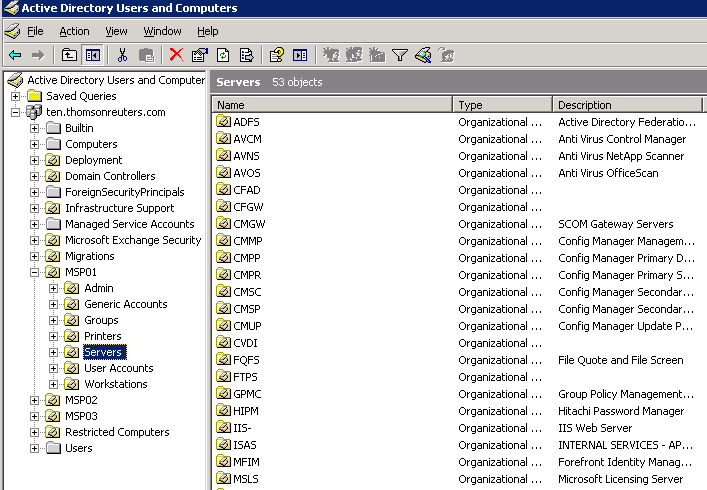 Active Directory Users and Computers
File Action Window Help
Active Directory Users and Computer
Saved Queries
ten.thomsonreuters.com
Builtin
Computers
Deployment
Domain Controllers
ForeignSecurityPrincipals
Infrastructure Support
Managed Service Accounts
Microsoft Exchange Security
Migrations
MSP01
Admin
Generic Accounts
Groups
Printers
Servers
User Accounts
Workstations
MSP02
MSP03
Restricted Computers
Users
Servers 53 objects
Name Type Description
ADFS Organizational ... Active Directory Federatio...
AVCM Organizational ... Anti Virus Control Manager
AVNS Organizational ... Anti Virus NetApp Scanner
AVOS Organizational ... Anti Virus OfficeScan
CFAD Organizational ...
CFGW Organizational ...
CMGW Organizational ... SCOM Gateway Servers
CMMP Organizational ... Config Manager Managem...
CMPP Organizational ... Config Manager Primary D...
CMPR Organizational ... Config Manager Primary S...
CMSC Organizational ... Config Manager Secondar...
CMSP Organizational ... Config Manager Secondar...
CMUP Organizational ... Config Manager Update P...
CVDI Organizational ...
FQFS Organizational ... File Quote and File Screen
FTPS Organizational ...
GPMC Organizational ... Group Policy Management...
HIPM Organizational ... Hitachi Password Manager
IIS- Organizational ... IIS Web Server
ISAS Organizational ... INTERNAL SERVICES - AP...
MFIM Organizational ... Forefront Identity Manag...
MSLS Organizational ... Microsoft Licensing Server